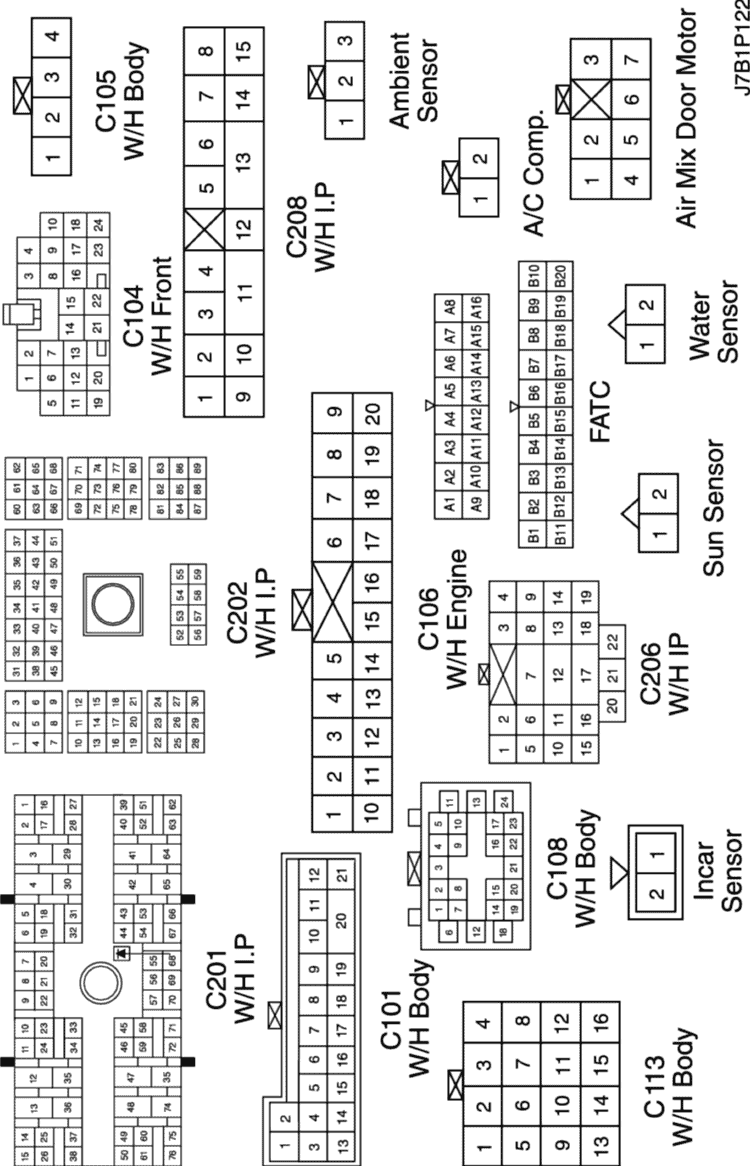 15 14 13 12 11 10 9 8 7 6 5 4 3 2 1
26 25 24 23 22 21 20 19 18 17 16
38 37 36 35 34 33 32 31 30 29 28 27
50 49 48 47 46 45 44 43 42 41 40 39
61 60 59 58 57 56 55 54 53 52 51
76 75 74 35 72 71 70 69 68 67 66 65 64 63 62
C201
W/H I.P
1 2 3
4 5 6
7 8 9
10 11 12
13 14 15
16 17 18
19 20 21
22 23 24
25 26 27
28 29 30
31 32 33 34 35 36 37
38 39 40 41 42 43 44
45 46 47 48 49 50 51
52 53 54 55
56 57 58 59
60 61 62
63 64 65
66 67 68
69 70 71
72 73 74
75 76 77
78 79 80
81 82 83
84 85 86
87 88 89
C202
W/H I.P
1 2 3 4
5 6 7 8 9 10
11 12 13 14 15 16 17 18
19 20 21 22 23 24
C104
W/H Front
1 2 3 4
C105
W/H Body
1 2 10 11 12
3 4 5 6 7 8 9
13 14 15 16 17 18 19 20 21
C101
W/H Body
1 2 3 4 5 6 7 8 9
10 11 12 13 14 15 16 17 18 19 20
C106
W/H Engine
1 2 3 4 5 6 7 8
9 10 11 12 13 14 15
C208
W/H I.P
1 2 3
Ambient
Sensor
1 2 3 4
5 6 7 8
9 10 11 12
13 14 15 16
C113
W/H Body
1 2 3 4 5
6 7 8 9 10 11
12 13
14 15 16 17
18 19 20 21 22 23 24
C108
W/H Body
1 2 3 4
5 6 7 8 9
10 11 12 13 14
15 16 17 18 19
20 21 22
C206
W/H IP
A1 A2 A3 A4 A5 A6 A7 A8
A9 A10 A11 A12 A13 A14 A15 A16
B1 B2 B3 B4 B5 B6 B7 B8 B9 B10
B11 B12 B13 B14 B15 B16 B17 B18 B19 B20
FATC
1 2
A/C Comp.
2 1
Incar
Sensor
1 2
Sun Sensor
1 2
Water
Sensor
1 2 3
4 5 6 7
Air Mix Door Motor
J7B1P122